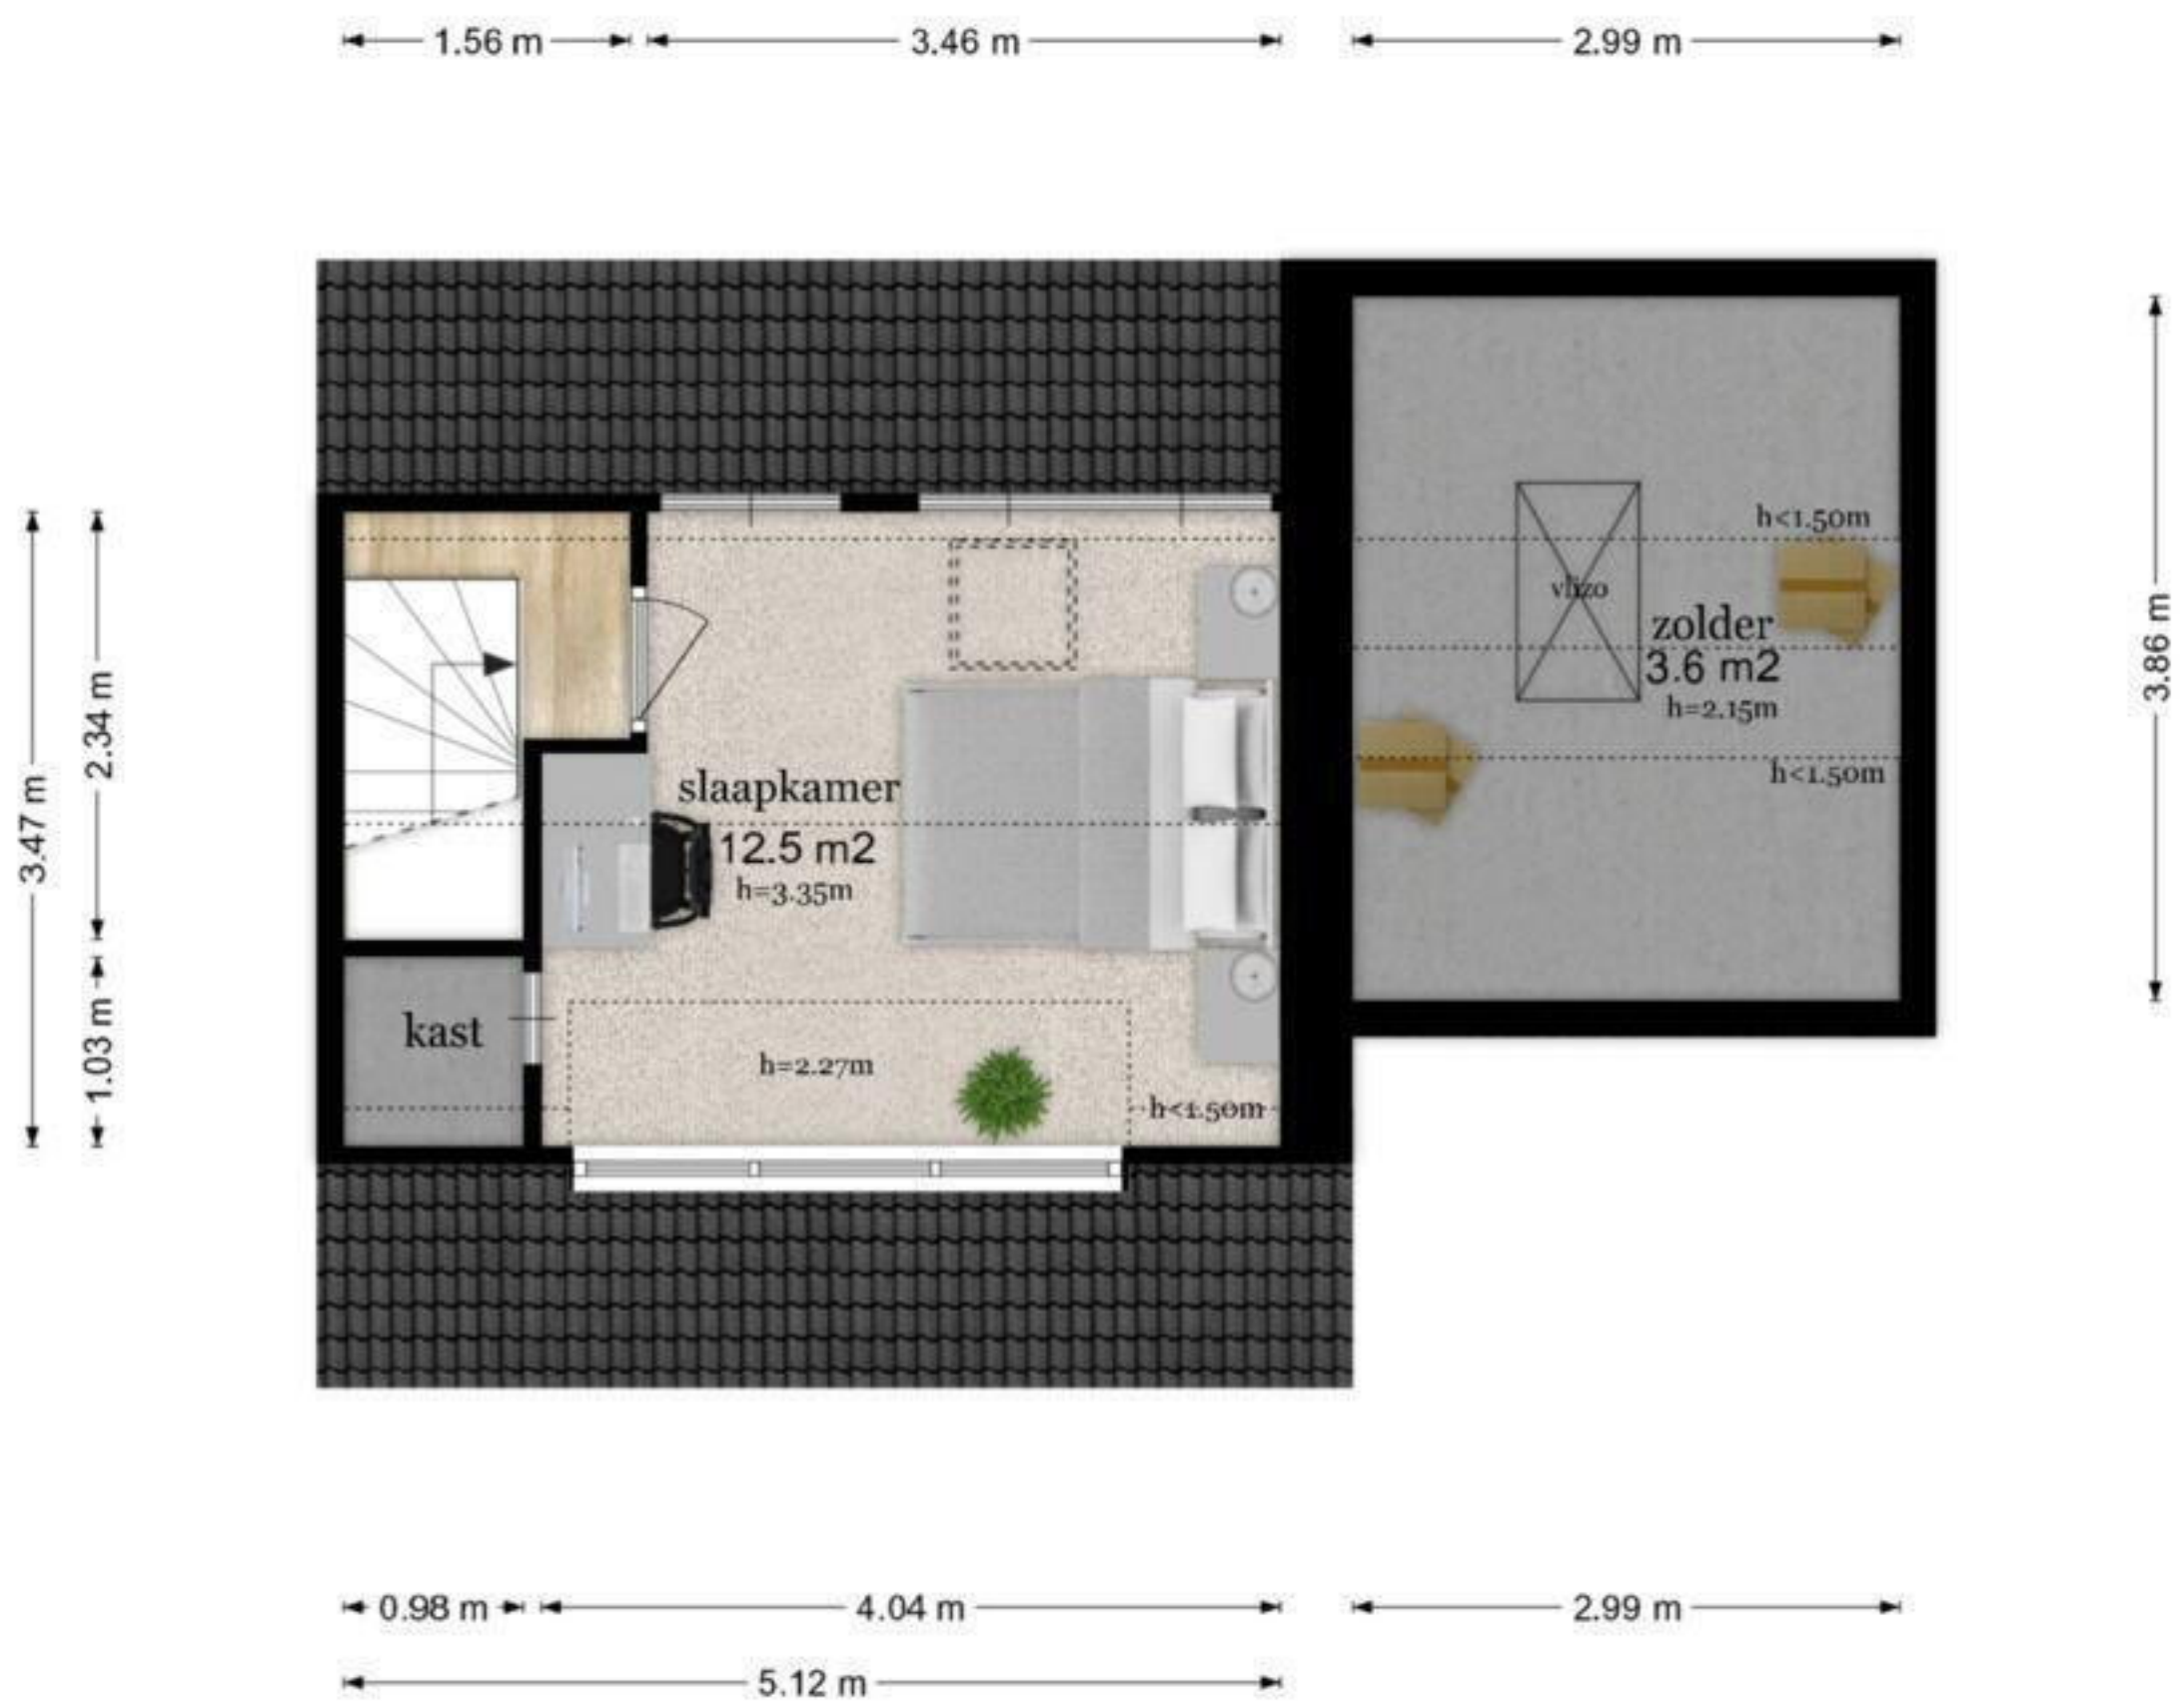 1.56 m
3.46 m
2.99 m
3.47 m
2.34 m
1.03 m
3.86 m
h<1.50m
vlizo
zolder
3.6 m2
h=2.15m
h<1.50m
slaapkamer
12.5 m2
h=3.35m
kast
h=2.27m
h<1.50m
0.98 m
4.04 m
2.99 m
5.12 m